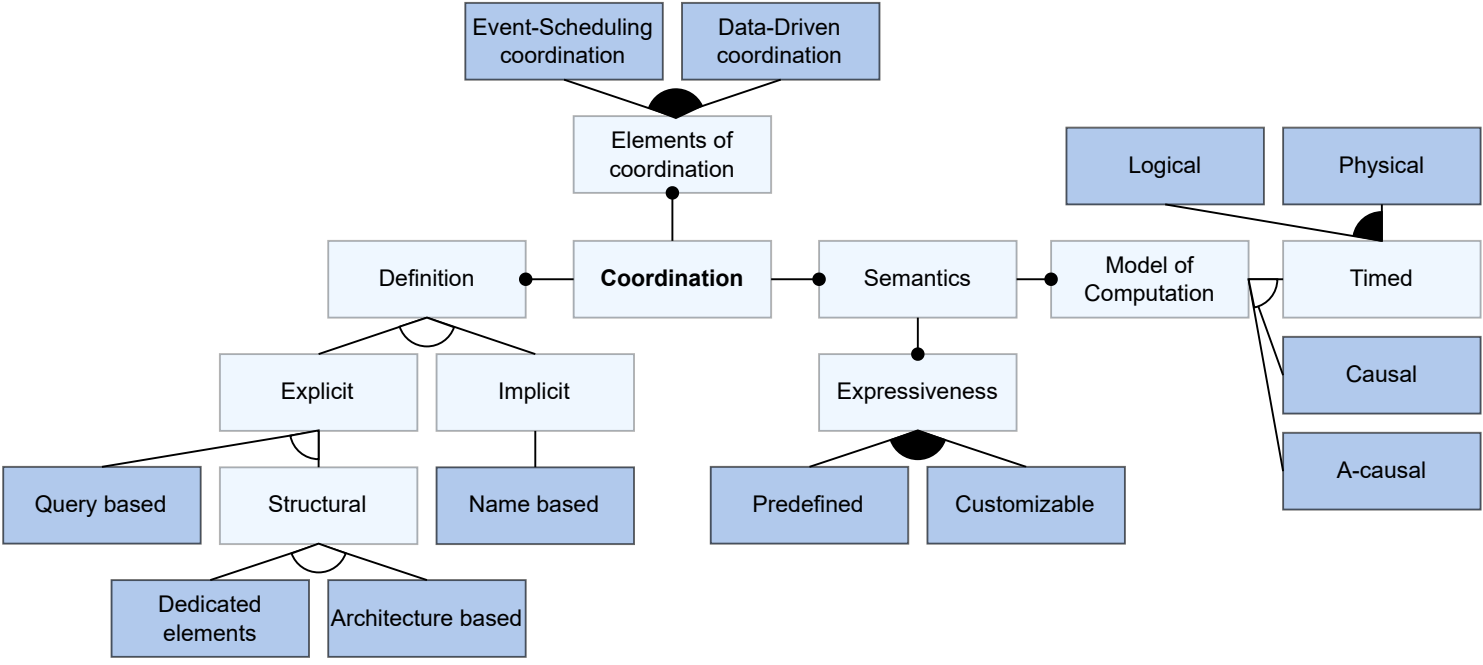 Event-Scheduling
coordination
Data-Driven
coordination
Elements of
coordination
Logical
Physical
Definition
Coordination
Semantics
Model of
Computation
Timed
Explicit
Implicit
Expressiveness
Causal
Query based
Structural
Name based
Predefined
Customizable
A-causal
Dedicated
elements
Architecture based